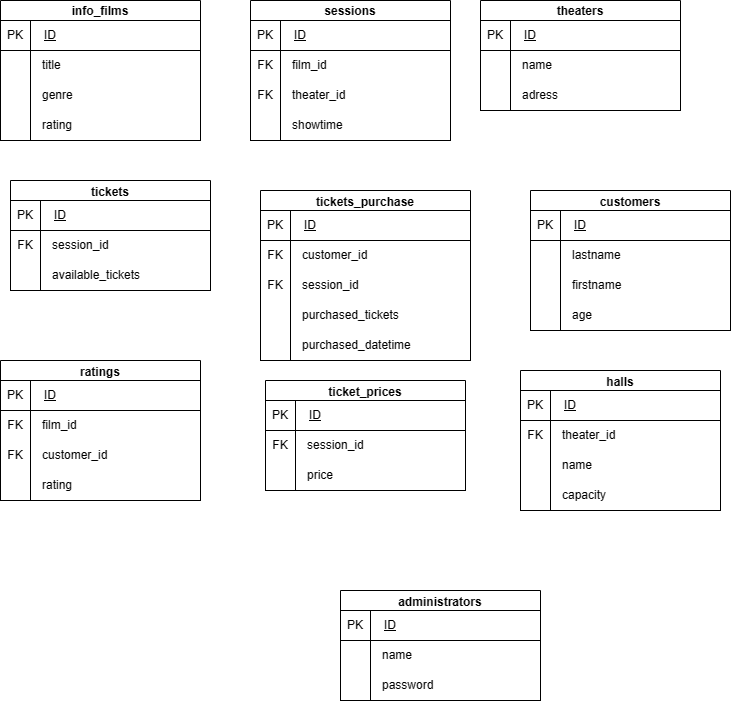 info_films
PK ID
title
genre
rating
sessions
PK ID
FK film_id
FK theater_id
showtime
theaters
PK ID
name
adress
tickets
PK ID
FK session_id
available_tickets
tickets_purchase
PK ID
FK customer_id
FK session_id
purchased_tickets
purchased_datetime
customers
PK ID
lastname
firstname
age
ratings
PK ID
FK film_id
FK customer_id
rating
ticket_prices
PK ID
FK session_id
price
halls
PK ID
FK theater_id
name
capacity
administrators
PK ID
name
password